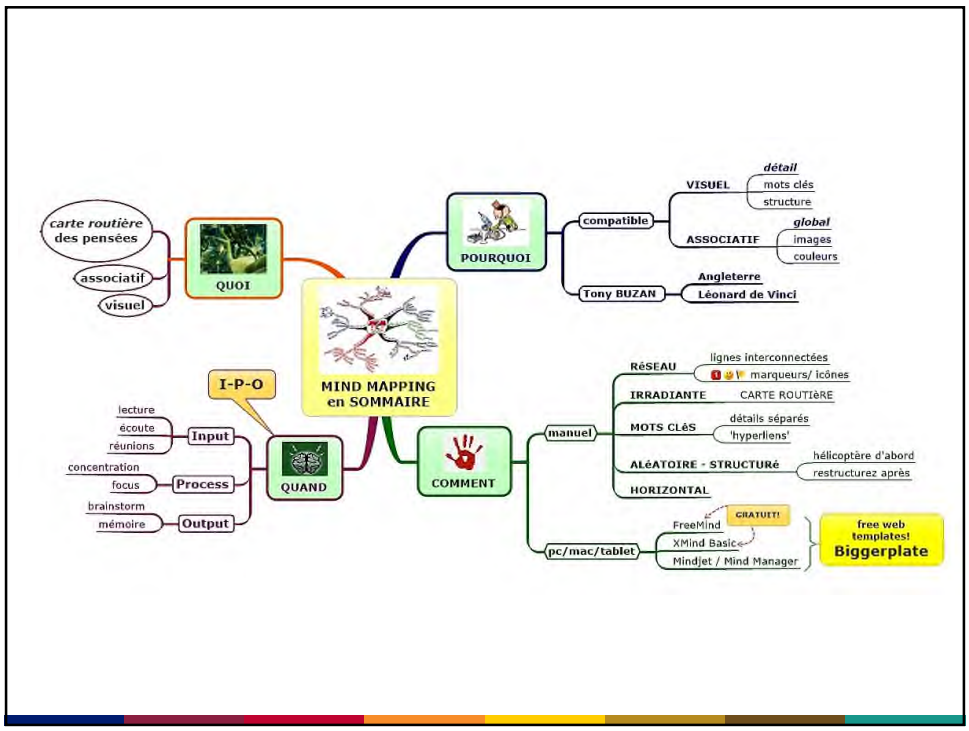 MIND MAPPING
en SOMMAIRE
QUOI
carte routière
des pensées
associatif
visuel
POURQUOI
compatible
VISUEL
détail
mots clés
structure
ASSOCIATIF
global
images
couleurs
Tony BUZAN
Angleterre
Léonard de Vinci
I-P-O
QUAND
Input
lecture
écoute
réunions
Process
concentration
focus
Output
brainstorm
mémoire
COMMENT
manuel
RéSEAU
lignes interconnectées
1 marqueurs/ icônes
IRRADIANTE
CARTE ROUTIèRE
MOTS CLéS
détails séparés
'hyperliens'
ALéATOIRE - STRUCTURé
hélicoptère d'abord
restructurez après
HORIZONTAL
pc/mac/tablet
GRATUIT!
FreeMind
XMind Basic
Mindjet / Mind Manager
free web
templates!
Biggerplate